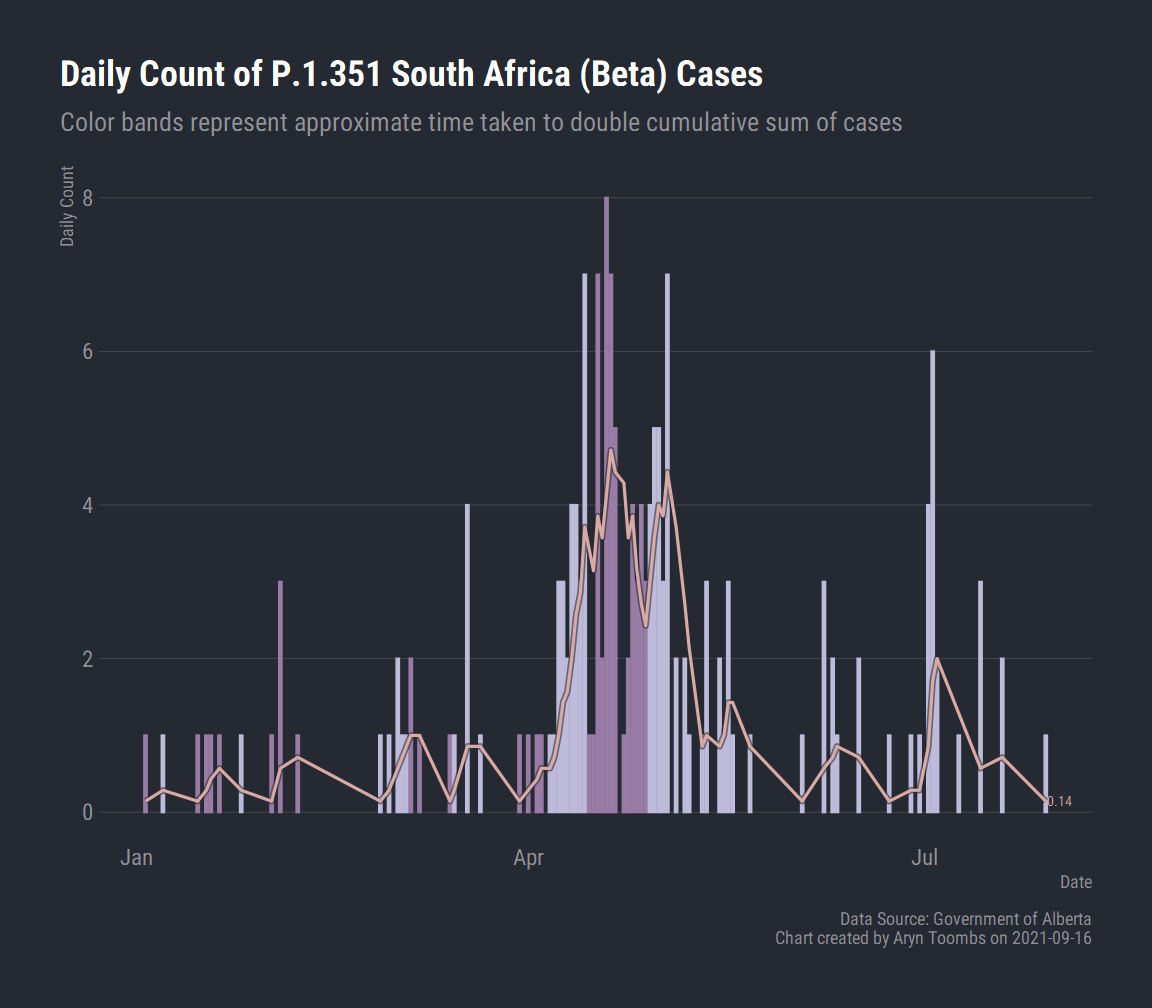 Daily Count of P.1.351 South Africa (Beta) Cases
Color bands represent approximate time taken to double cumulative sum of cases
Daily Count
8
6
4
2
0
0.14
Jan Apr Jul
Date
Data Source: Government of Alberta
Chart created by Aryn Toombs on 2021-09-16